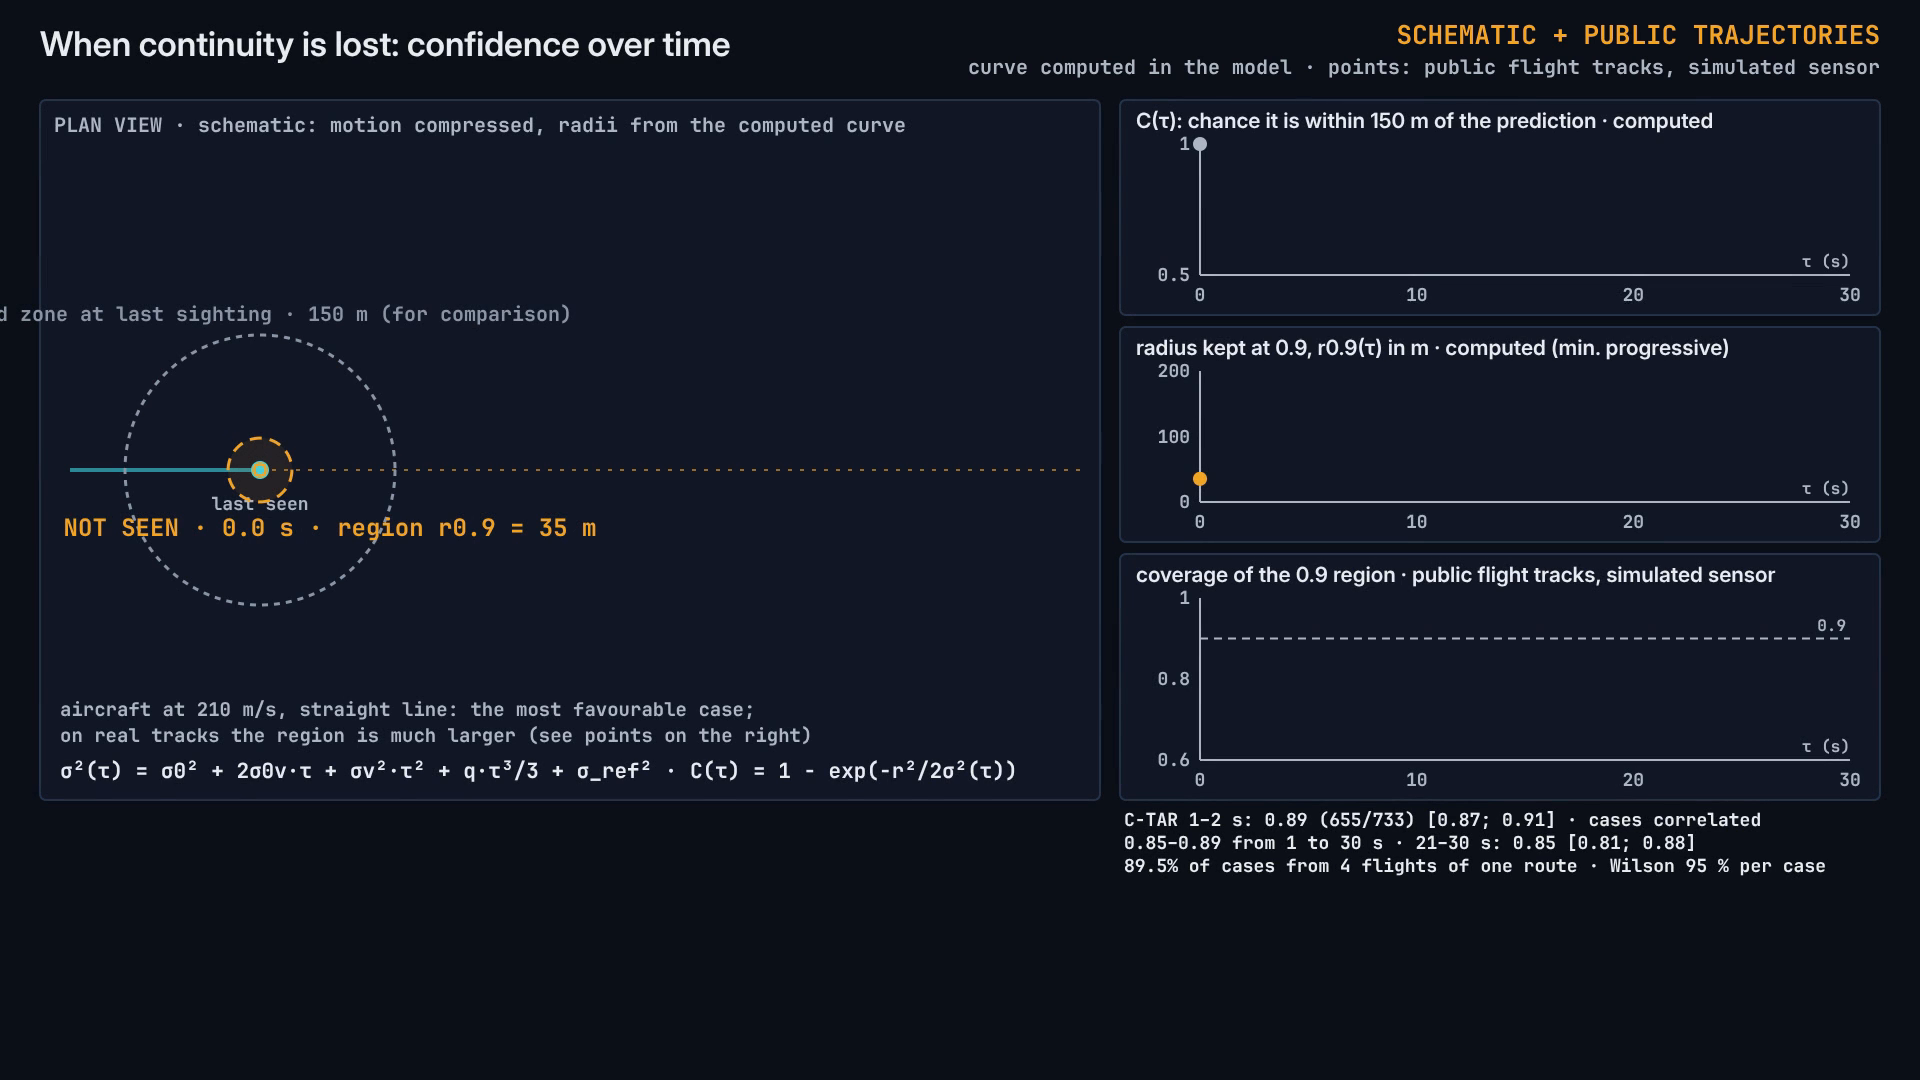 When continuity is lost: confidence over time
SCHEMATIC + PUBLIC TRAJECTORIES
curve computed in the model · points: public flight tracks, simulated sensor
PLAN VIEW · schematic: motion compressed, radii from the computed curve
d zone at last sighting · 150 m (for comparison)
last seen
NOT SEEN · 0.0 s · region r0.9 = 35 m
aircraft at 210 m/s, straight line: the most favourable case;
on real tracks the region is much larger (see points on the right)
σ²(τ) = σ0² + 2σ0v·τ + σv²·τ² + q·τ³/3 + σ_ref² · C(τ) = 1 - exp(-r²/2σ²(τ))
C(τ): chance it is within 150 m of the prediction · computed
1
0.5
τ (s)
0 10 20 30
radius kept at 0.9, r0.9(τ) in m · computed (min. progressive)
200
100
0
τ (s)
0 10 20 30
coverage of the 0.9 region · public flight tracks, simulated sensor
1
0.9
0.8
0.6
τ (s)
0 10 20 30
C-TAR 1–2 s: 0.89 (655/733) [0.87; 0.91] · cases correlated
0.85–0.89 from 1 to 30 s · 21–30 s: 0.85 [0.81; 0.88]
89.5% of cases from 4 flights of one route · Wilson 95 % per case